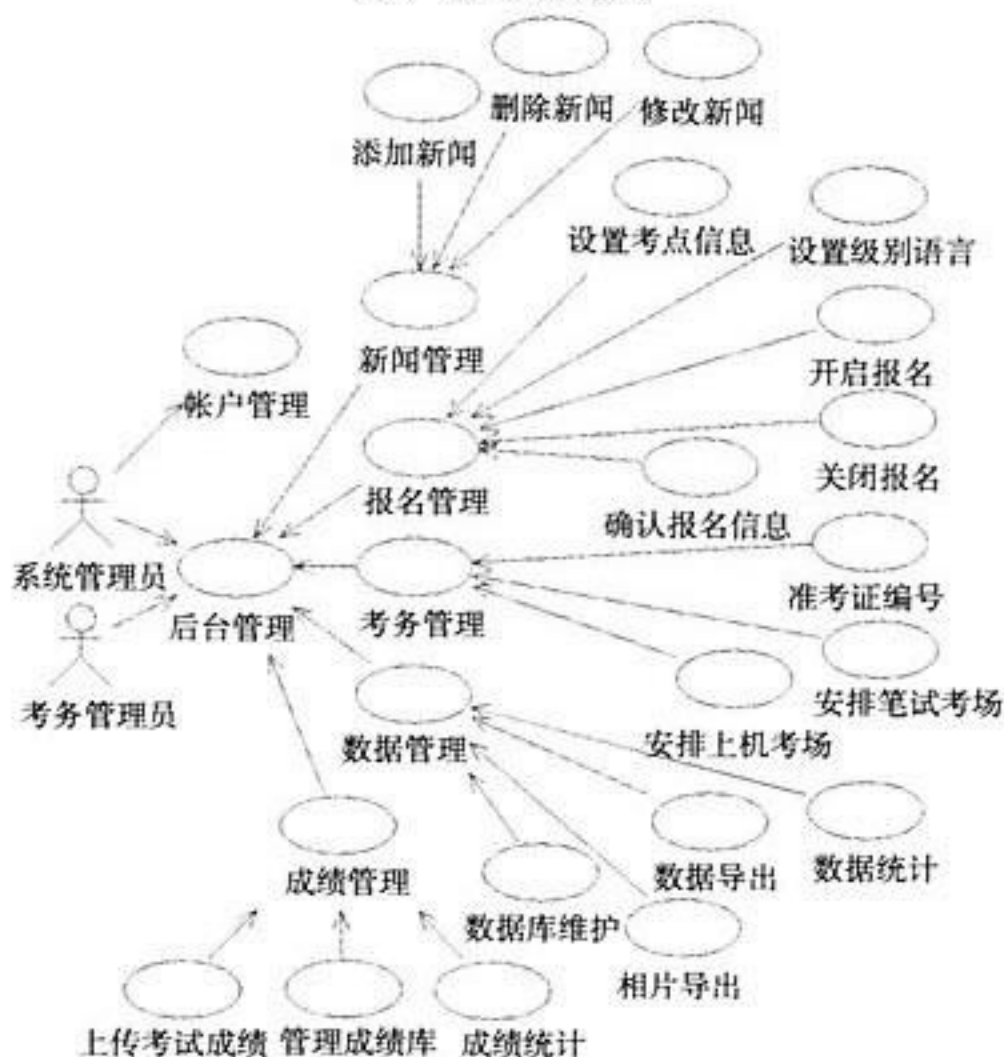 删除新闻
修改新闻
添加新闻
设置考点信息
设置级别语言
新闻管理
开启报名
帐户管理
报名管理
关闭报名
确认报名信息
系统管理员
后台管理
考务管理
准考证编号
考务管理员
安排笔试考场
安排上机考场
数据管理
成绩管理
数据导出
数据统计
数据库维护
相片导出
上传考试成绩
管理成绩库
成绩统计